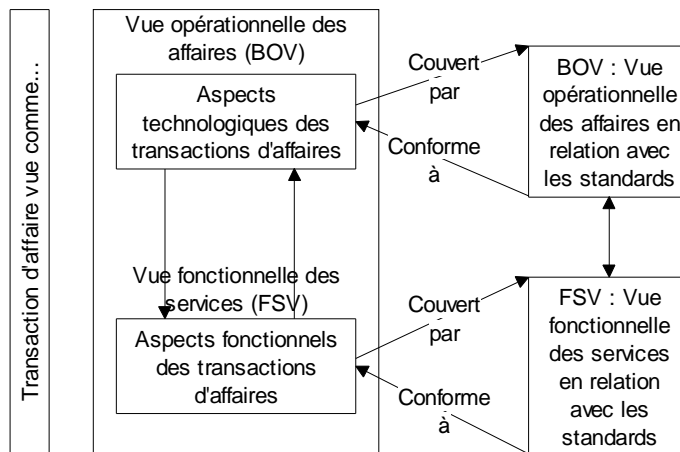 Transaction d'affaire vue comme...
Vue opérationnelle des
affaires (BOV)
Aspects
technologiques des
transactions d'affaires
Couvert
par
Conforme
à
BOV : Vue
opérationnelle
des affaires en
relation avec
les standards
Vue fonctionnelle des
services (FSV)
Aspects fonctionnels
des transactions
d'affaires
Couvert
par
Conforme
à
FSV : Vue
fonctionnelle
des services
en relation
avec les
standards